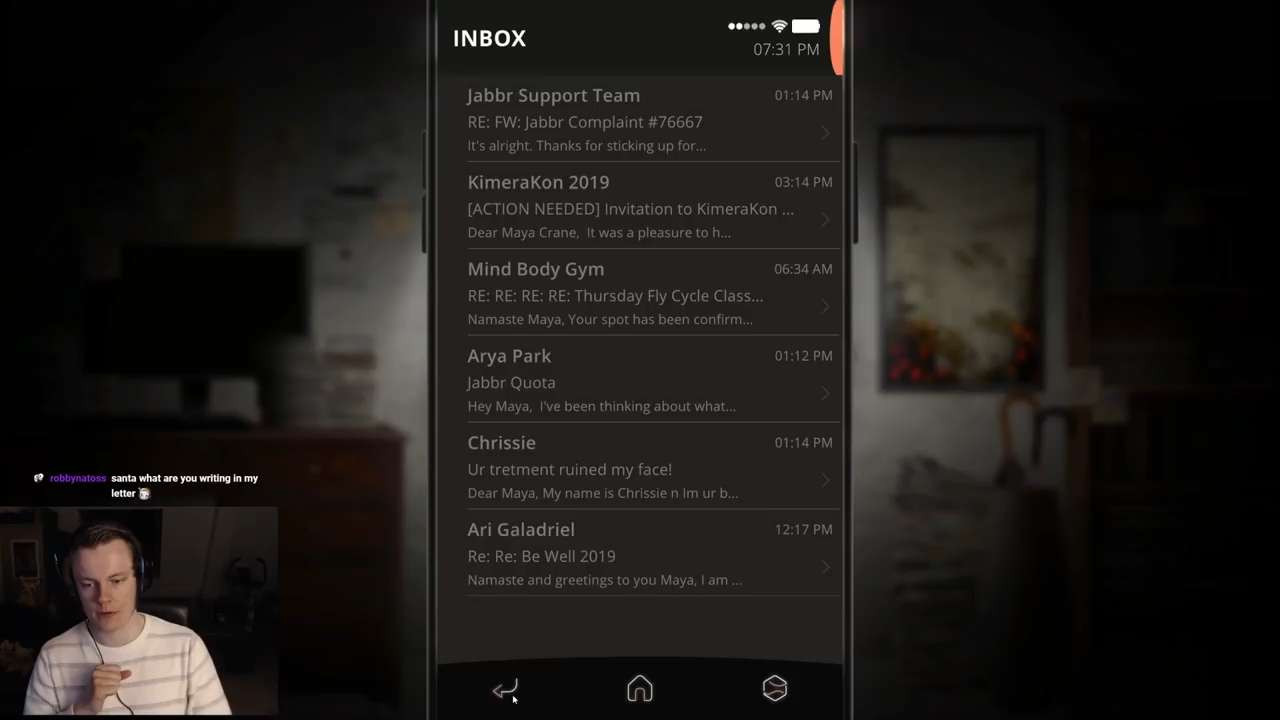 INBOX
07:31 PM
Jabbr Support Team 01:14 PM
RE: FW: Jabbr Complaint #76667
It's alright. Thanks for sticking up for...
KimeraKon 2019 03:14 PM
[ACTION NEEDED] Invitation to KimeraKon ...
Dear Maya Crane,  It was a pleasure to h...
Mind Body Gym 06:34 AM
RE: RE: RE: RE: Thursday Fly Cycle Class...
Namaste Maya, Your spot has been confirm...
Arya Park 01:12 PM
Jabbr Quota
Hey Maya,  I've been thinking about what...
Chrissie 01:14 PM
Ur tretment ruined my face!
Dear Maya, My name is Chrissie n Im ur b...
Ari Galadriel 12:17 PM
Re: Re: Be Well 2019
Namaste and greetings to you Maya, I am ...
robbynatoss santa what are you writing in my
letter